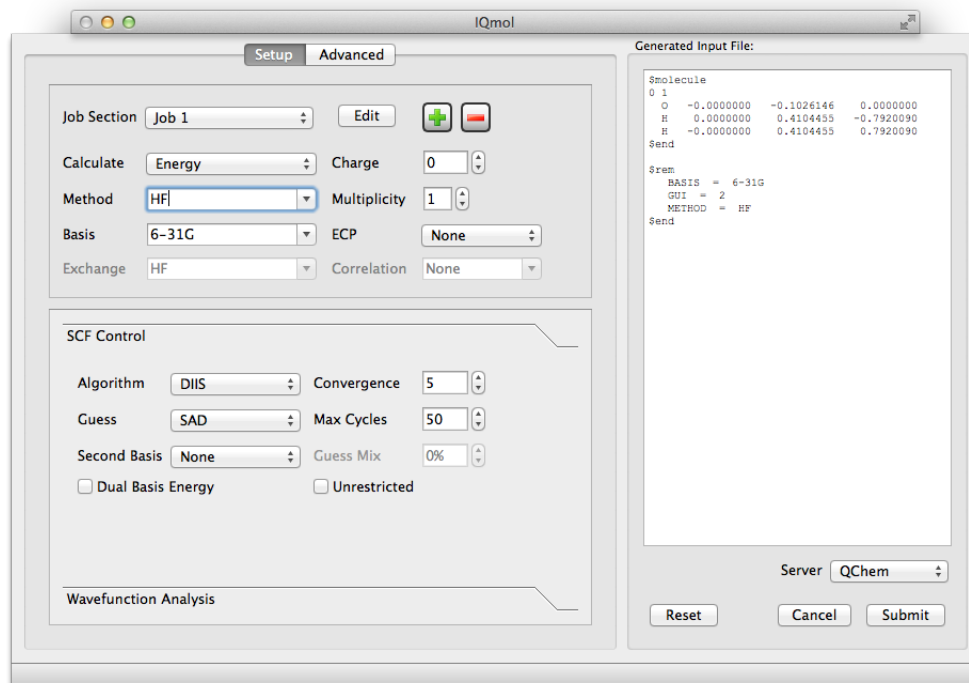 IQmol
Setup Advanced
Job Section Job 1 Edit
Calculate Energy Charge 0
Method HF Multiplicity 1
Basis 6-31G ECP None
Exchange HF Correlation None
SCF Control
Algorithm DIIS Convergence 5
Guess SAD Max Cycles 50
Second Basis None Guess Mix 0%
Dual Basis Energy Unrestricted
Wavefunction Analysis
Generated Input File:
$molecule
0 1
O -0.0000000 -0.1026146 0.0000000
H 0.0000000 0.4104455 -0.7920090
H -0.0000000 0.4104455 0.7920090
$end
$rem
BASIS = 6-31G
GUI = 2
METHOD = HF
$end
Server QChem
Reset Cancel Submit